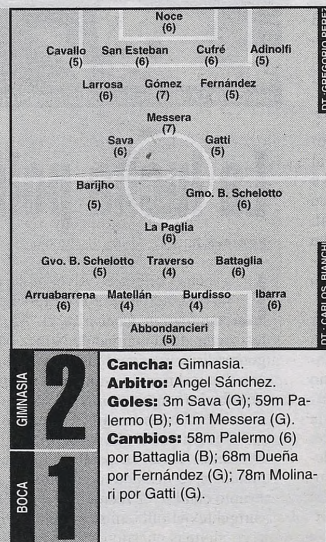 Noce
(6)
Cavallo San Esteban Cufré Adinolfi
(5) (6) (6) (5)
Larrosa Gómez Fernández
(6) (7) (5)
Messera
(7)
Sava Gatti
(6) (5)
Barijho Gmo. B. Schelotto
(5) (6)
La Paglia
(6)
Gvo. B. Schelotto Traverso Battaglia
(5) (4) (6)
Arruabarrena Matellán Burdisso Ibarra
(6) (4) (4) (6)
Abbondancieri
(5)
DT: GREGORIO PEREZ
DT: CARLOS BIANCHI
GIMNASIA 2
BOCA 1
Cancha: Gimnasia.
Arbitro: Angel Sánchez.
Goles: 3m Sava (G); 59m Pa-
lermo (B); 61m Messera (G).
Cambios: 58m Palermo (6)
por Battaglia (B); 68m Dueña
por Fernández (G); 78m Molina-
ri por Gatti (G).